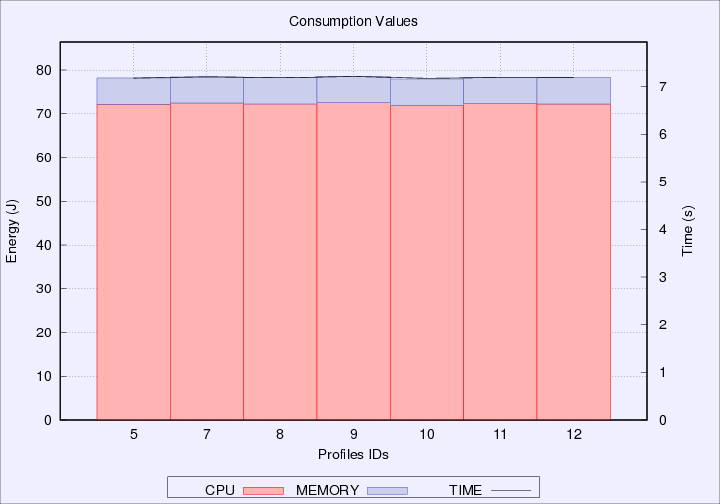 Consumption Values
80
70
60
50
40
30
20
10
0
Energy (J)
7
6
5
4
3
2
1
0
Time (s)
5 7 8 9 10 11 12
Profiles IDs
CPU MEMORY TIME